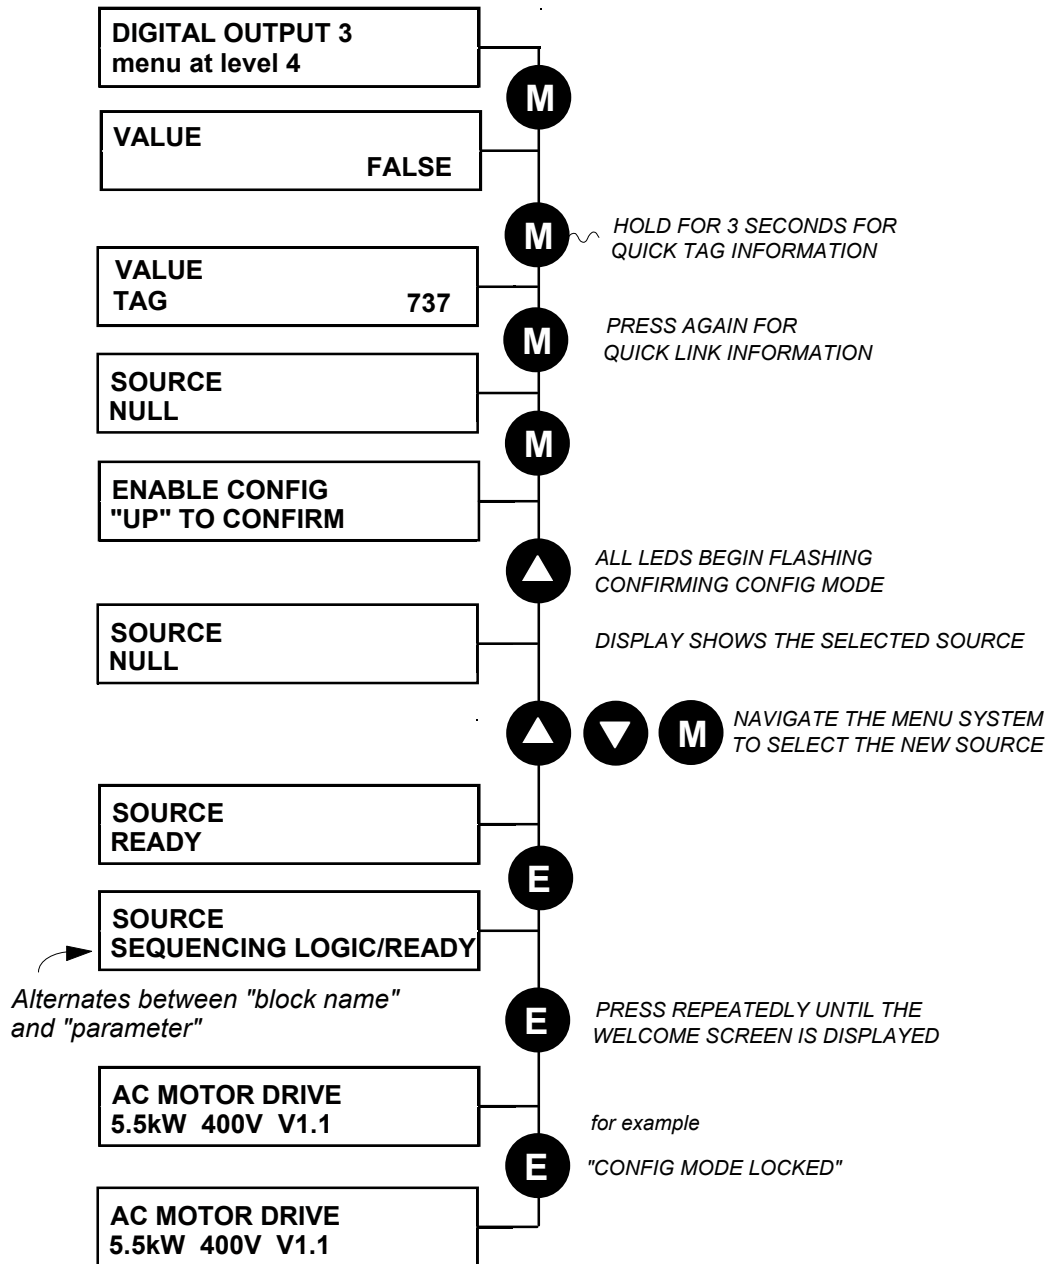 DIGITAL OUTPUT 3
menu at level 4
M
VALUE
FALSE
M
HOLD FOR 3 SECONDS FOR
QUICK TAG INFORMATION
VALUE
TAG 737
M
PRESS AGAIN FOR
QUICK LINK INFORMATION
SOURCE
NULL
M
ENABLE CONFIG
"UP" TO CONFIRM
ALL LEDS BEGIN FLASHING
CONFIRMING CONFIG MODE
SOURCE
NULL
DISPLAY SHOWS THE SELECTED SOURCE
M
NAVIGATE THE MENU SYSTEM
TO SELECT THE NEW SOURCE
SOURCE
READY
E
SOURCE
SEQUENCING LOGIC/READY
Alternates between "block name"
and "parameter"
E
PRESS REPEATEDLY UNTIL THE
WELCOME SCREEN IS DISPLAYED
AC MOTOR DRIVE
5.5kW 400V V1.1
for example
E
"CONFIG MODE LOCKED"
AC MOTOR DRIVE
5.5kW 400V V1.1